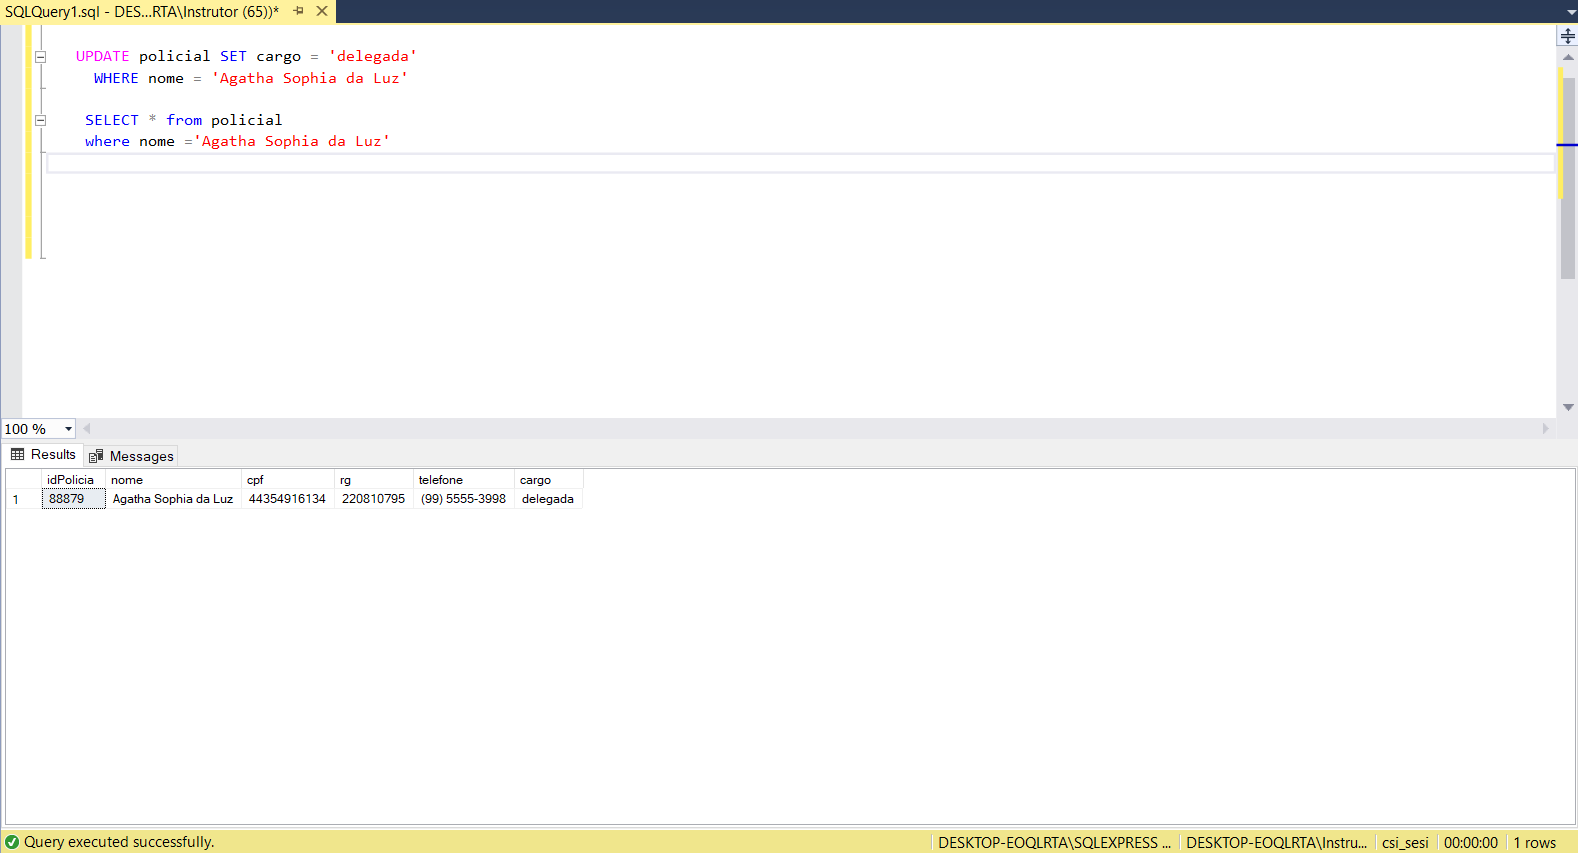 SQLQuery1.sql - DES...RTA\Instrutor (65))*
UPDATE policial SET cargo = 'delegada'
WHERE nome = 'Agatha Sophia da Luz'
SELECT * from policial
where nome ='Agatha Sophia da Luz'
100 %
Results Messages
idPolicia nome cpf rg telefone cargo
1 88879 Agatha Sophia da Luz 44354916134 220810795 (99) 5555-3998 delegada
Query executed successfully. DESKTOP-EOQLRTA\SQLEXPRESS ... DESKTOP-EOQLRTA\Instru... csi_sesi 00:00:00 1 rows